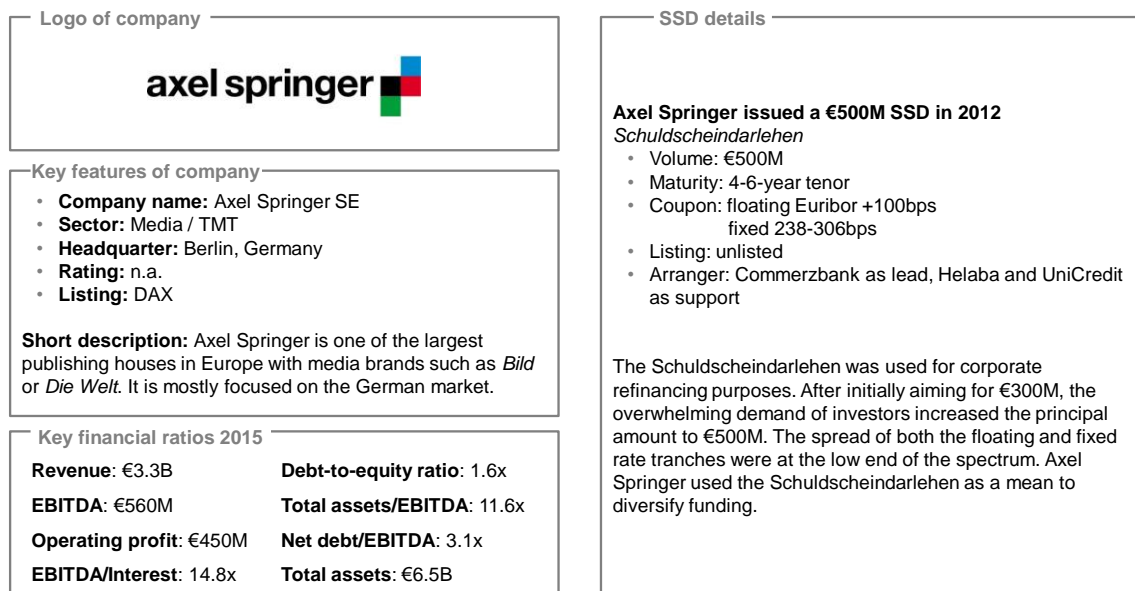 Logo of company
axel springer
Key features of company
• Company name: Axel Springer SE
• Sector: Media / TMT
• Headquarter: Berlin, Germany
• Rating: n.a.
• Listing: DAX
Short description: Axel Springer is one of the largest
publishing houses in Europe with media brands such as Bild
or Die Welt. It is mostly focused on the German market.
Key financial ratios 2015
Revenue: €3.3B Debt-to-equity ratio: 1.6x
EBITDA: €560M Total assets/EBITDA: 11.6x
Operating profit: €450M Net debt/EBITDA: 3.1x
EBITDA/Interest: 14.8x Total assets: €6.5B
SSD details
Axel Springer issued a €500M SSD in 2012
Schuldscheindarlehen
• Volume: €500M
• Maturity: 4-6-year tenor
• Coupon: floating Euribor +100bps
fixed 238-306bps
• Listing: unlisted
• Arranger: Commerzbank as lead, Helaba and UniCredit
as support
The Schuldscheindarlehen was used for corporate
refinancing purposes. After initially aiming for €300M, the
overwhelming demand of investors increased the principal
amount to €500M. The spread of both the floating and fixed
rate tranches were at the low end of the spectrum. Axel
Springer used the Schuldscheindarlehen as a mean to
diversify funding.